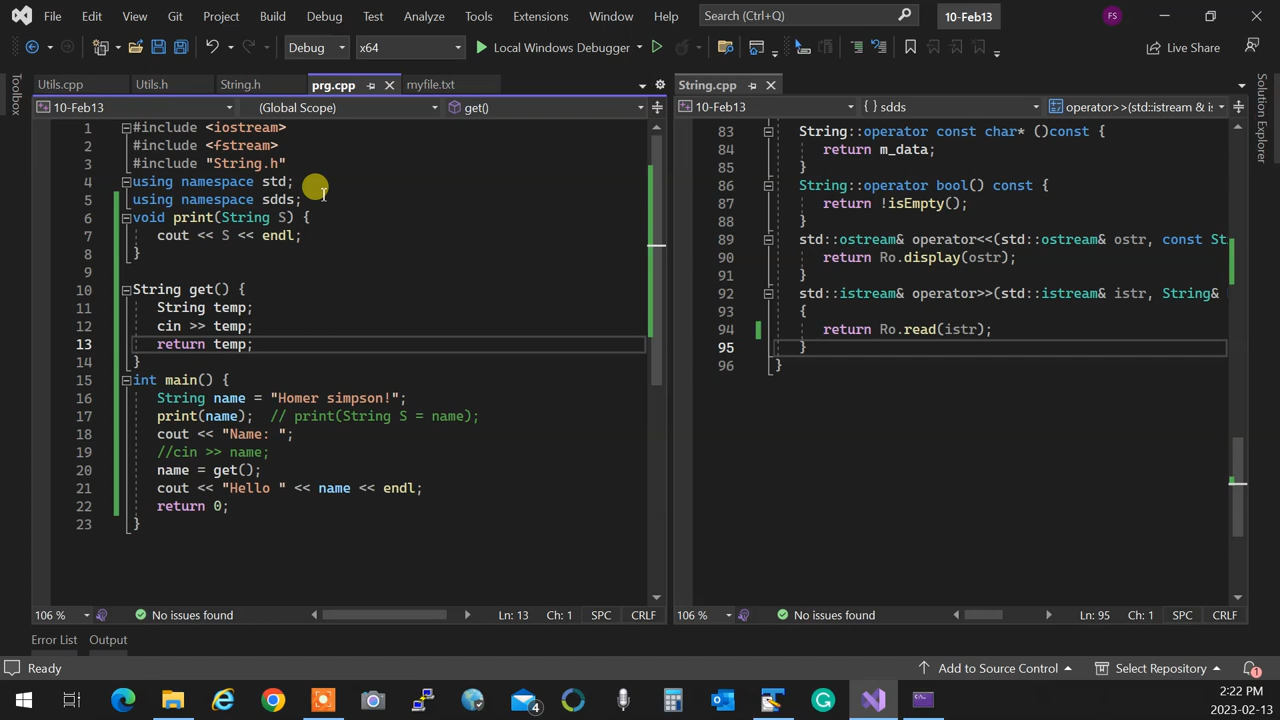 File Edit View Git Project Build Debug Test Analyze Tools Extensions Window Help Search (Ctrl+Q) 10-Feb13 FS
Debug x64 Local Windows Debugger Live Share
Utils.cpp Utils.h String.h prg.cpp myfile.txt String.cpp
10-Feb13 (Global Scope) get() 10-Feb13 { } sdds operator>>(std::istream & is
Toolbox
Solution Explorer
1 #include <iostream>
2 #include <fstream>
3 #include "String.h"
4 using namespace std;
5 using namespace sdds;
6 void print(String S) {
7 cout << S << endl;
8 }
9
10 String get() {
11 String temp;
12 cin >> temp;
13 return temp;
14 }
15 int main() {
16 String name = "Homer simpson!";
17 print(name); // print(String S = name);
18 cout << "Name: ";
19 //cin >> name;
20 name = get();
21 cout << "Hello " << name << endl;
22 return 0;
23 }
83 String::operator const char* ()const {
84 return m_data;
85 }
86 String::operator bool() const {
87 return !isEmpty();
88 }
89 std::ostream& operator<<(std::ostream& ostr, const St
90 return Ro.display(ostr);
91 }
92 std::istream& operator>>(std::istream& istr, String&
93 {
94 return Ro.read(istr);
95 }
96 }
106 % No issues found Ln: 13 Ch: 1 SPC CRLF
106 % No issues found Ln: 95 Ch: 1 SPC CRLF
Error List Output
Ready Add to Source Control Select Repository 1
4
2:22 PM
2023-02-13